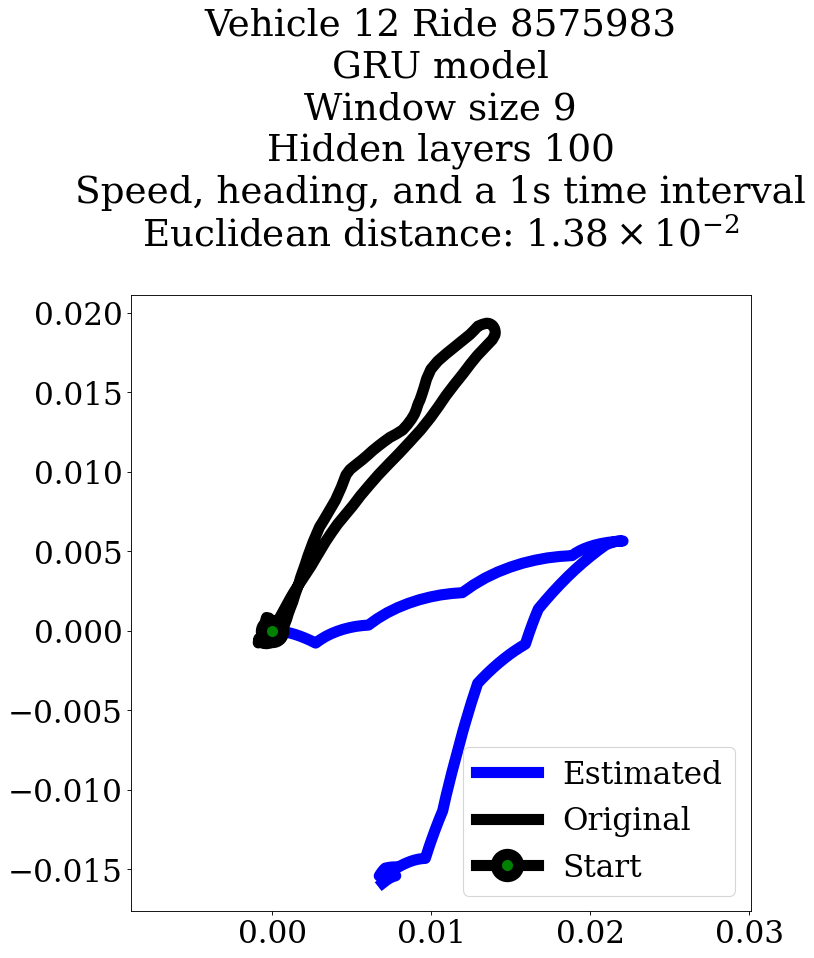 Vehicle 12 Ride 8575983
GRU model
Window size 9
Hidden layers 100
Speed, heading, and a 1s time interval
Euclidean distance: 1.38 × 10⁻²
0.020
0.015
0.010
0.005
0.000
−0.005
−0.010
−0.015
Estimated
Original
Start
0.00 0.01 0.02 0.03